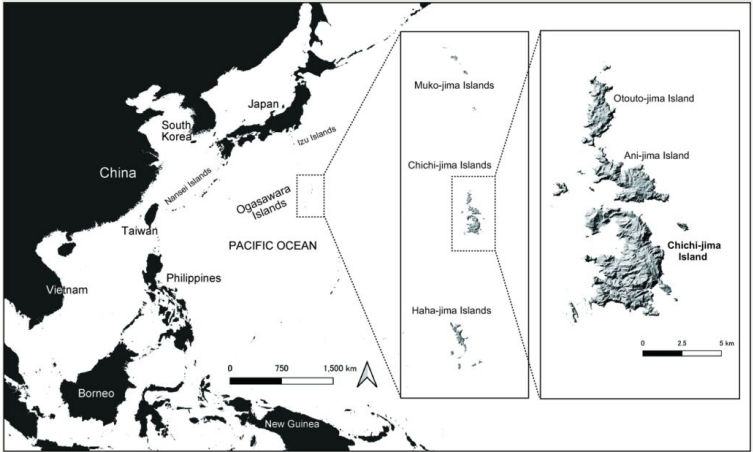 Japan
South
Korea
Izu Islands
China
Nansei Islands
Ogasawara
Islands
Taiwan
PACIFIC OCEAN
Philippines
Vietnam
Borneo
New Guinea
0 750 1,500 km
Muko-jima Islands
Chichi-jima Islands
Haha-jima Islands
Otouto-jima Island
Ani-jima Island
Chichi-jima
Island
0 2.5 5 km